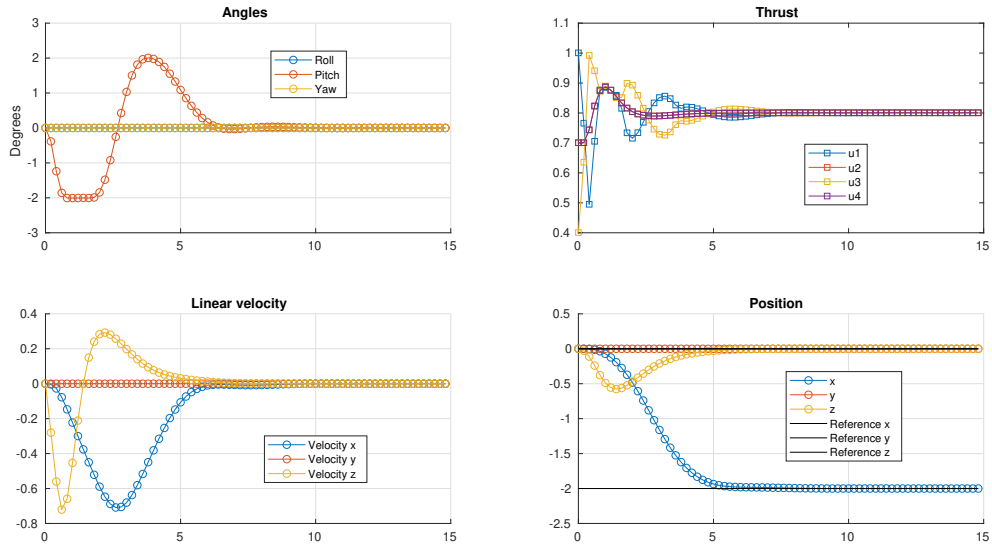 Angles
3
2
1
0
-1
-2
-3
Degrees
0
5
10
15
Roll
Pitch
Yaw
Thrust
1.1
1
0.9
0.8
0.7
0.6
0.5
0.4
0
5
10
15
u1
u2
u3
u4
Linear velocity
0.4
0.2
0
-0.2
-0.4
-0.6
-0.8
0
5
10
15
Velocity x
Velocity y
Velocity z
Position
0.5
0
-0.5
-1
-1.5
-2
-2.5
0
5
10
15
x
y
z
Reference x
Reference y
Reference z